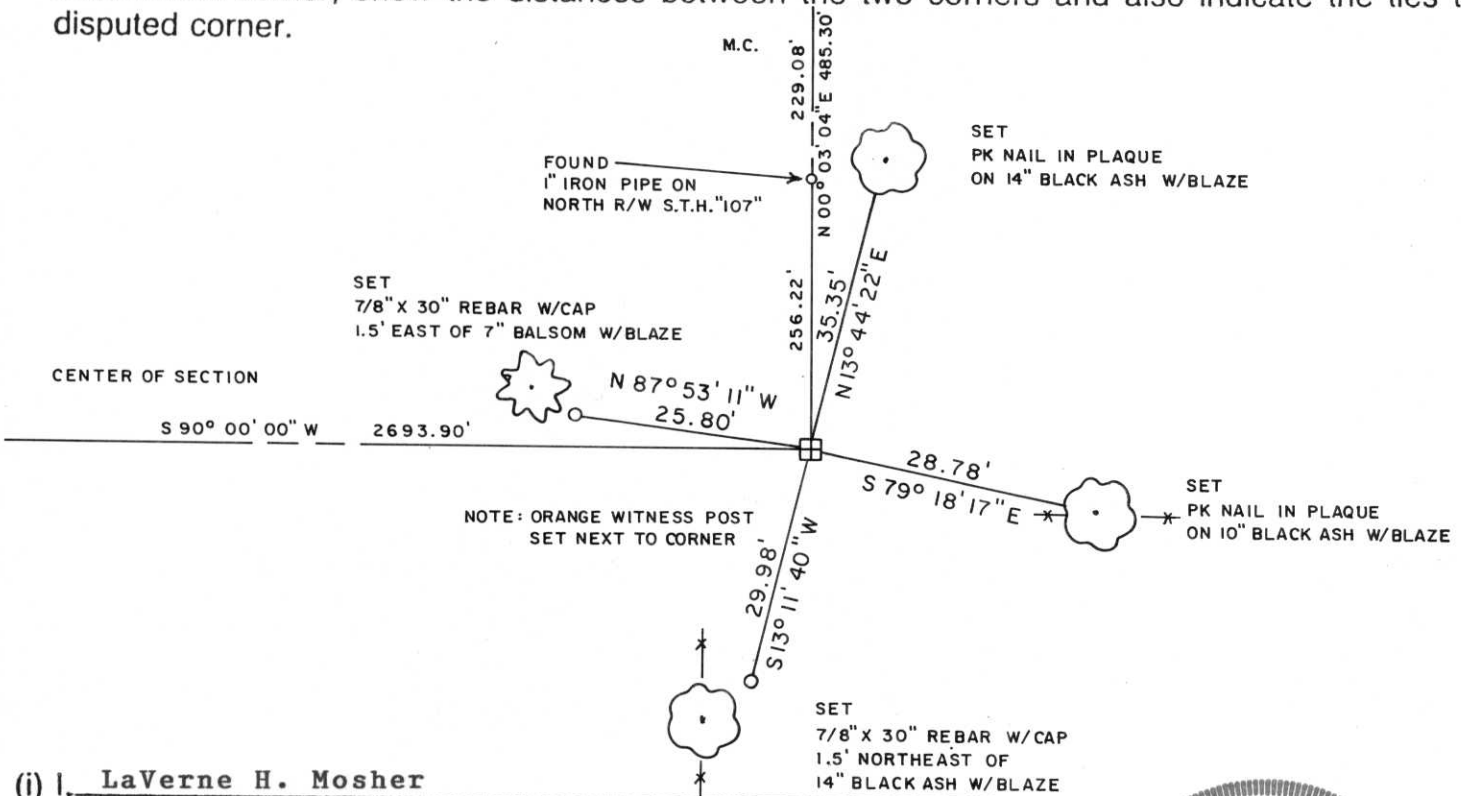 disputed corner.
M.C.
229.08'
N 00° 03' 04" E 485.30'
FOUND
1" IRON PIPE ON
NORTH R/W S.T.H."107"
SET
PK NAIL IN PLAQUE
ON 14" BLACK ASH W/BLAZE
256.22'
35.35'
N13° 44' 22" E
SET
7/8" X 30" REBAR W/CAP
1.5' EAST OF 7" BALSOM W/BLAZE
CENTER OF SECTION
N 87° 53' 11" W
25.80'
S 90° 00' 00" W 2693.90'
28.78'
S 79° 18' 17" E
SET
PK NAIL IN PLAQUE
ON 10" BLACK ASH W/BLAZE
NOTE: ORANGE WITNESS POST
SET NEXT TO CORNER
29.98'
S13° 11' 40" W
SET
7/8" X 30" REBAR W/CAP
1.5' NORTHEAST OF
14" BLACK ASH W/BLAZE
(i) I, LaVerne H. Mosher